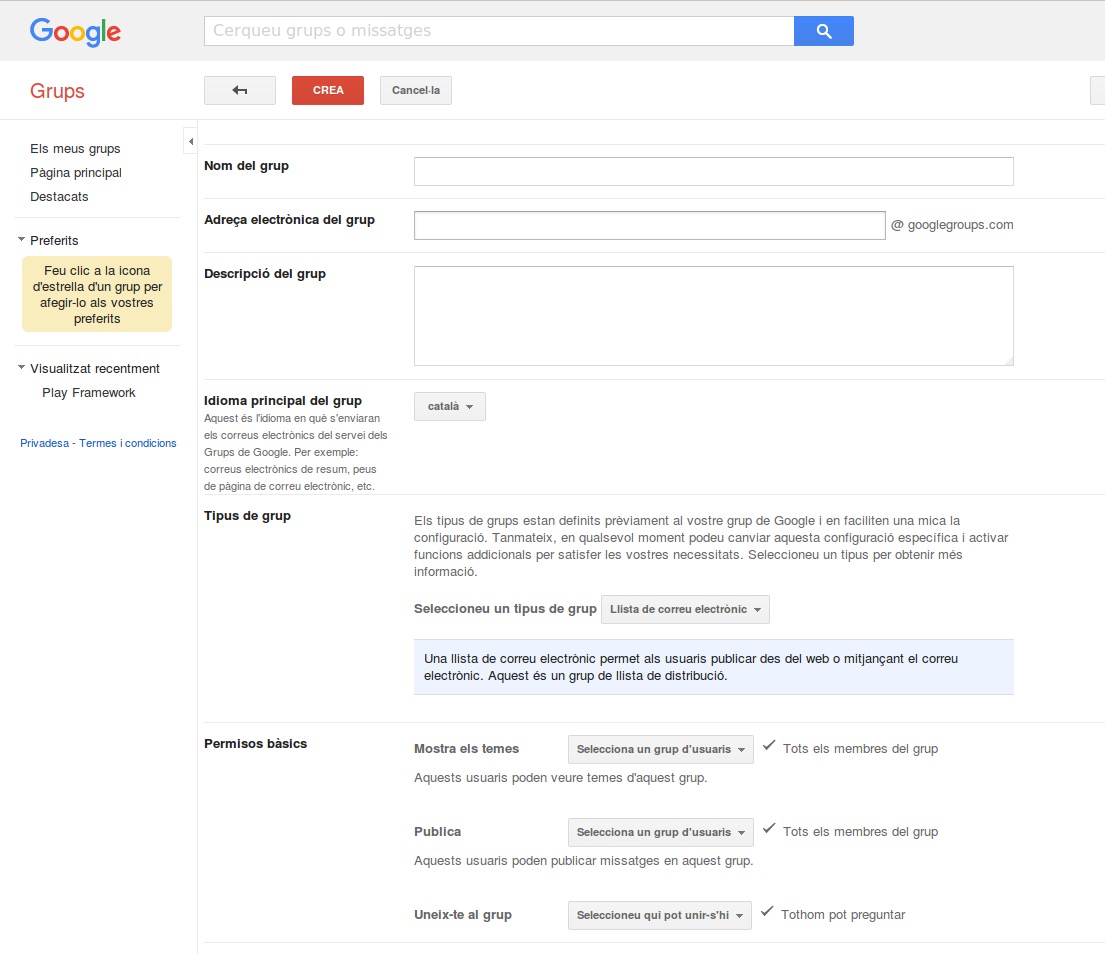 Google
Cerqueu grups o missatges
Grups
CREA
Cancel·la
Els meus grups
Pàgina principal
Destacats
Preferits
Feu clic a la icona
d'estrella d'un grup per
afegir-lo als vostres
preferits
Visualitzat recentment
Play Framework
Privadesa - Termes i condicions
Nom del grup
Adreça electrònica del grup
@ googlegroups.com
Descripció del grup
Idioma principal del grup
Aquest és l'idioma en què s'enviaran
els correus electrònics del servei dels
Grups de Google. Per exemple:
correus electrònics de resum, peus
de pàgina de correu electrònic, etc.
català
Tipus de grup
Els tipus de grups estan definits prèviament al vostre grup de Google i en faciliten una mica la
configuració. Tanmateix, en qualsevol moment podeu canviar aquesta configuració específica i activar
funcions addicionals per satisfer les vostres necessitats. Seleccioneu un tipus per obtenir més
informació.
Seleccioneu un tipus de grup Llista de correu electrònic
Una llista de correu electrònic permet als usuaris publicar des del web o mitjançant el correu
electrònic. Aquest és un grup de llista de distribució.
Permisos bàsics
Mostra els temes Selecciona un grup d'usuaris Tots els membres del grup
Aquests usuaris poden veure temes d'aquest grup.
Publica Selecciona un grup d'usuaris Tots els membres del grup
Aquests usuaris poden publicar missatges en aquest grup.
Uneix-te al grup Seleccioneu qui pot unir-s'hi Tothom pot preguntar